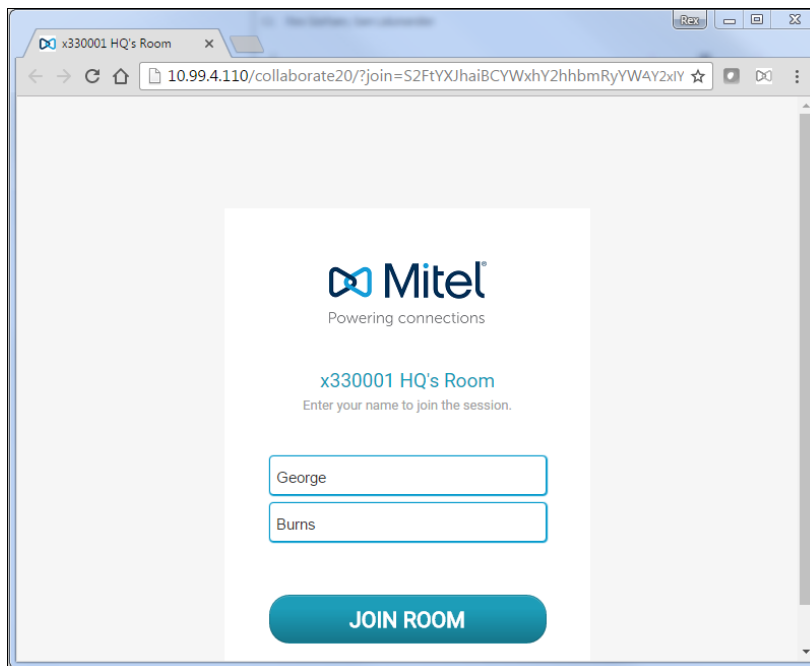 Rex
x330001 HQ's Room
10.99.4.110/collaborate20/?join=S2FtYXJhaiBCYWxhY2hhbmRyYWAY2xIY
Mitel®
Powering connections
x330001 HQ's Room
Enter your name to join the session.
George
Burns
JOIN ROOM